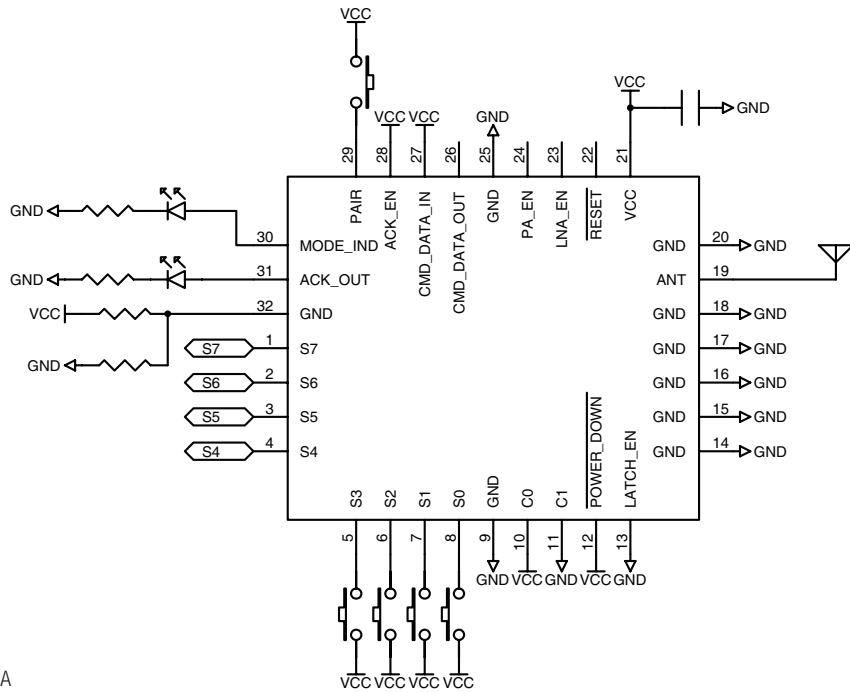 VCC
VCC
VCC VCC
GND
GND
29
28
27
26
25
24
23
22
21
PAIR
ACK_EN
CMD_DATA_IN
CMD_DATA_OUT
GND
PA_EN
LNA_EN
RESET
VCC
GND
30
MODE_IND
GND
20
GND
GND
31
ACK_OUT
ANT
19
VCC
32
GND
GND
18
GND
GND
S7
1
S7
GND
17
GND
S6
2
S6
GND
16
GND
S5
3
S5
GND
15
GND
S4
4
S4
GND
14
GND
S3
S2
S1
S0
GND
C0
C1
POWER_DOWN
LATCH_EN
5
6
7
8
9
10
11
12
13
GND
VCC
GND
VCC
GND
VCC VCC VCC VCC
A